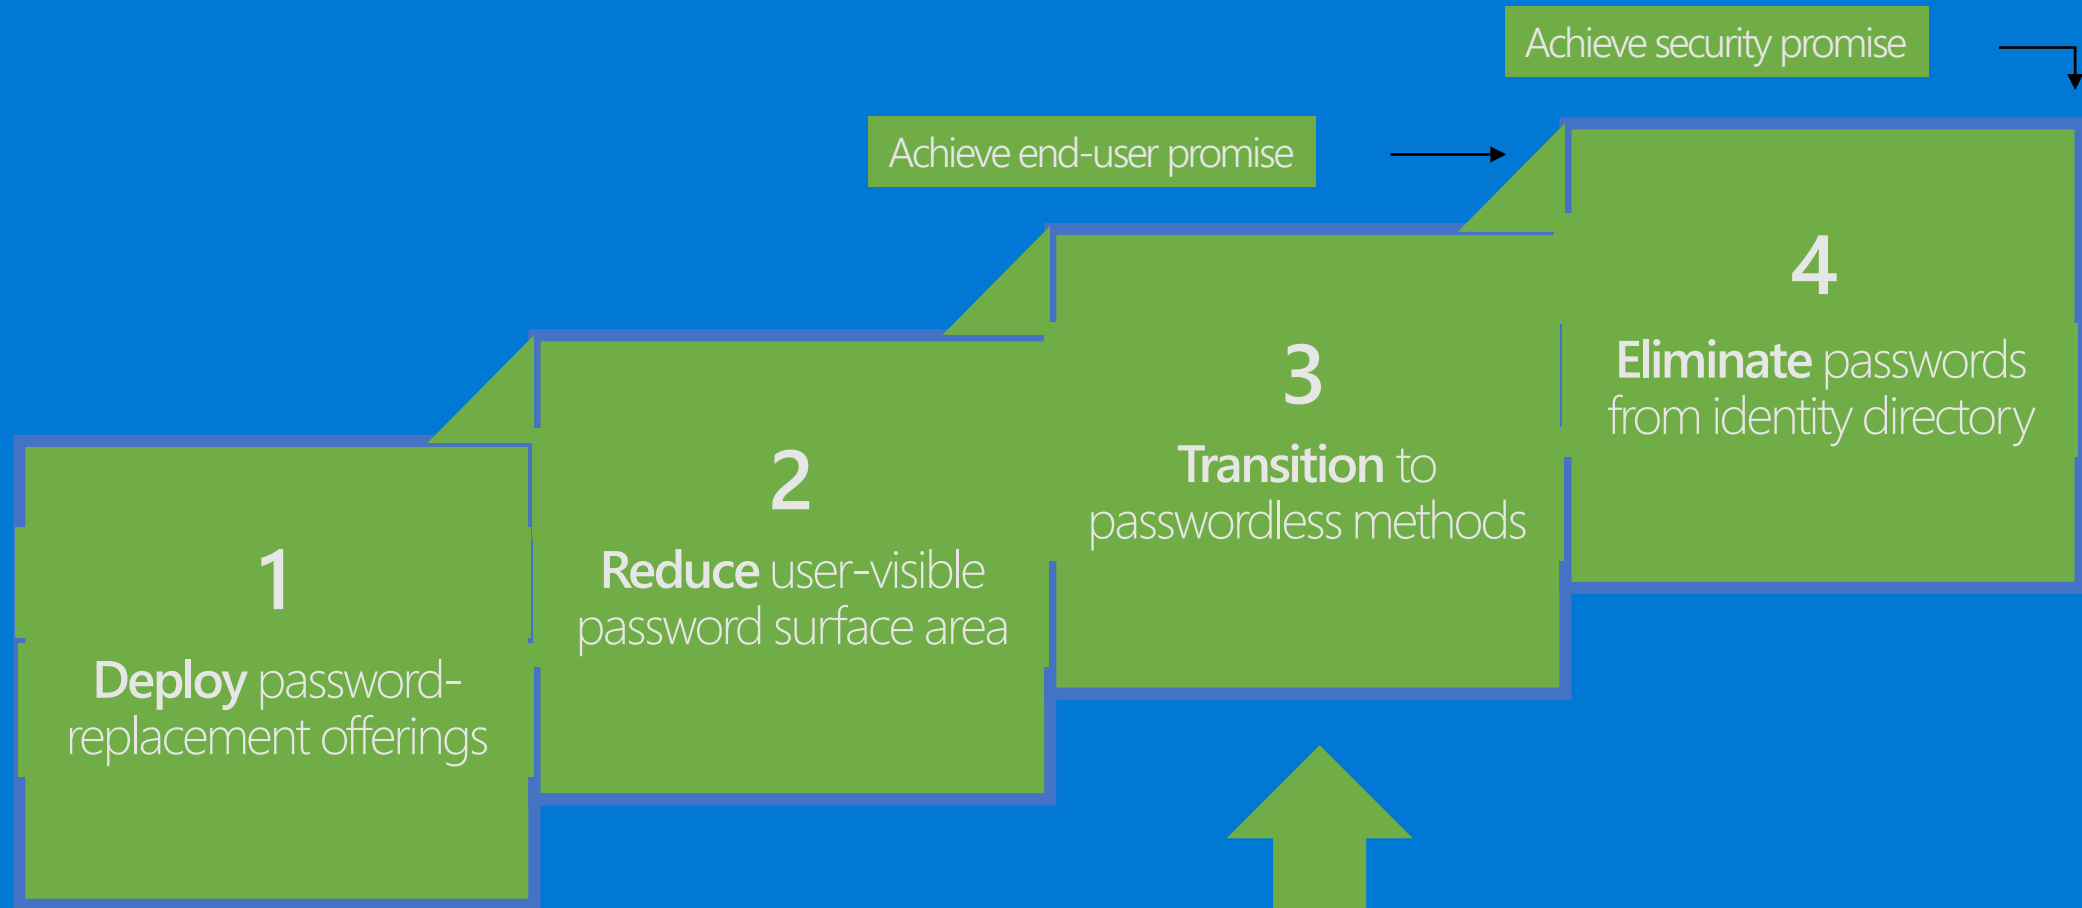 Achieve security promise
Achieve end-user promise
1
Deploy password-
replacement offerings
2
Reduce user-visible
password surface area
3
Transition to
passwordless methods
4
Eliminate passwords
from identity directory